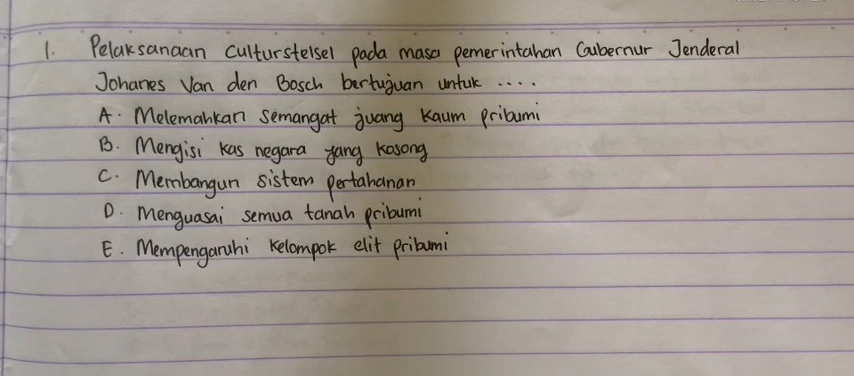 1. Pelaksanaan Culturstelsel pada masa pemerintahan Gubernur Jenderal
Johanes Van den Bosch bertujuan untuk ....
A. Melemahkan semangat juang kaum pribumi
B. Mengisi kas negara yang kosong
C. Membangun sistem pertahanan
D. Menguasai semua tanah pribumi
E. Mempengaruhi kelompok elit pribumi